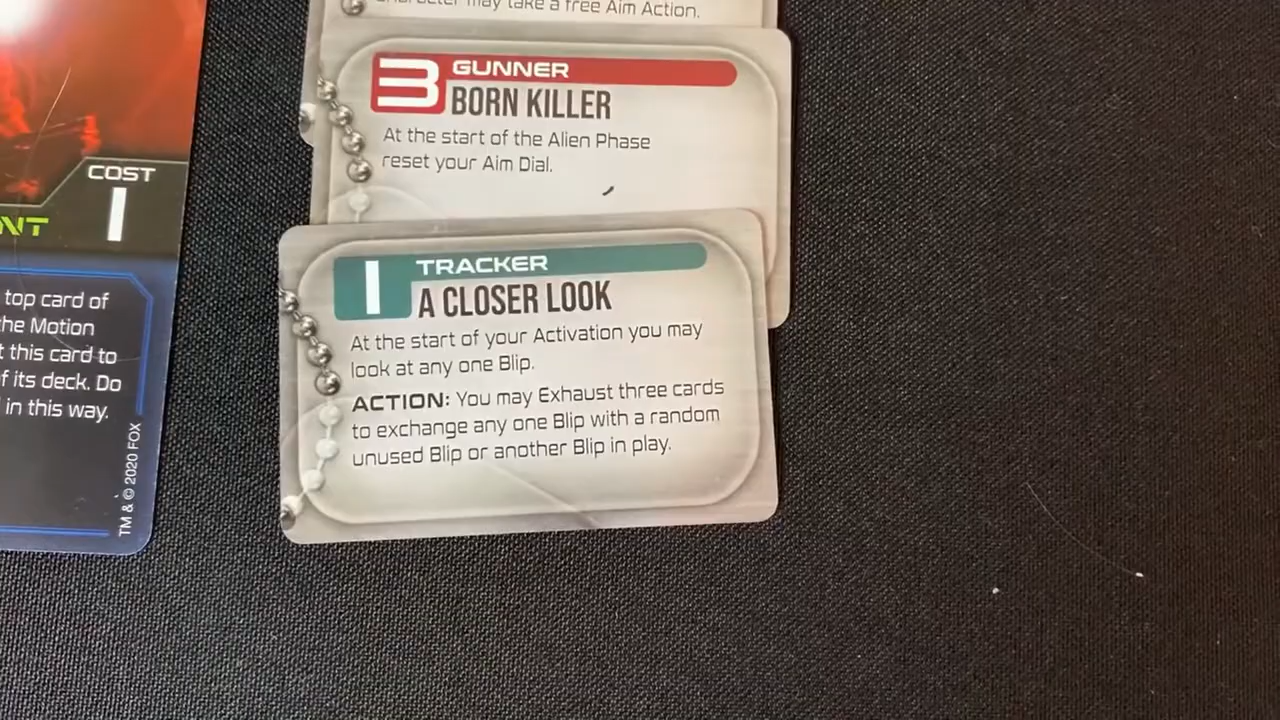 character may take a free Aim Action.
3 GUNNER
BORN KILLER
At the start of the Alien Phase
reset your Aim Dial.
COST
1
NT
top card of
the Motion
t this card to
f its deck. Do
in this way.
TM & © 2020 FOX
1 TRACKER
A CLOSER LOOK
At the start of your Activation you may
look at any one Blip.
ACTION: You may Exhaust three cards
to exchange any one Blip with a random
unused Blip or another Blip in play.